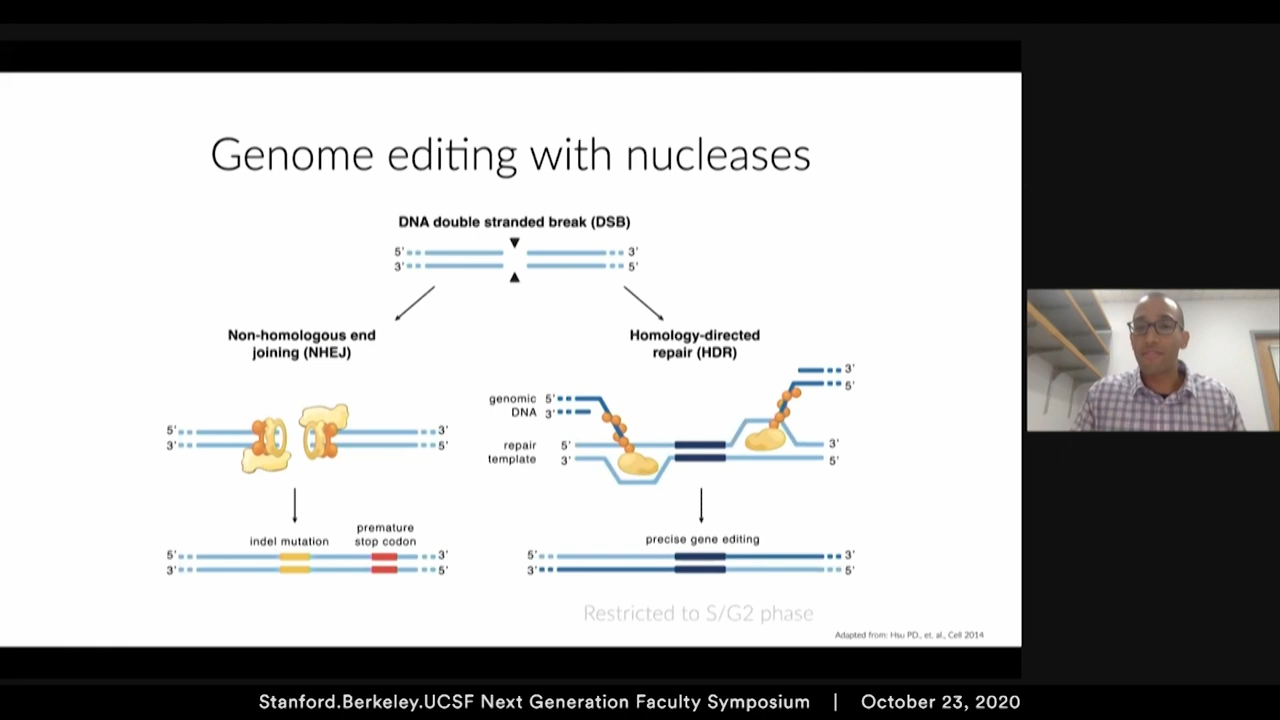 Genome editing with nucleases
DNA double stranded break (DSB)
5' 3'
3' 5'
Non-homologous end
joining (NHEJ)
5' 3'
3' 5'
indel mutation
premature
stop codon
5' 3'
3' 5'
Homology-directed
repair (HDR)
3'
5'
genomic 5'
DNA 3'
repair 5' 3'
template 3' 5'
precise gene editing
5' 3'
3' 5'
Restricted to S/G2 phase
Adapted from: Hsu PD., et. al., Cell 2014
Stanford.Berkeley.UCSF Next Generation Faculty Symposium | October 23, 2020